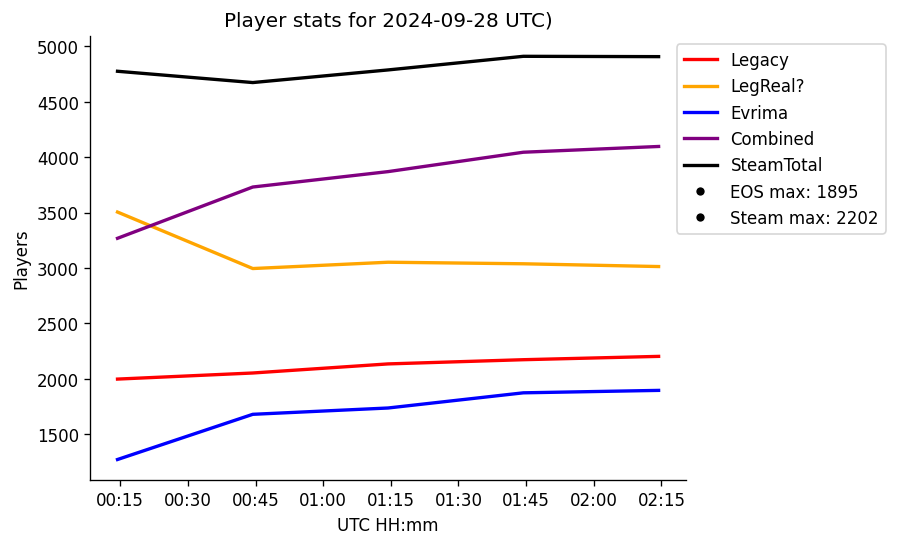 Player stats for 2024-09-28 UTC)
5000
4500
4000
3500
3000
2500
2000
1500
Players
00:15 00:30 00:45 01:00 01:15 01:30 01:45 02:00 02:15
UTC HH:mm
Legacy
LegReal?
Evrima
Combined
SteamTotal
EOS max: 1895
Steam max: 2202